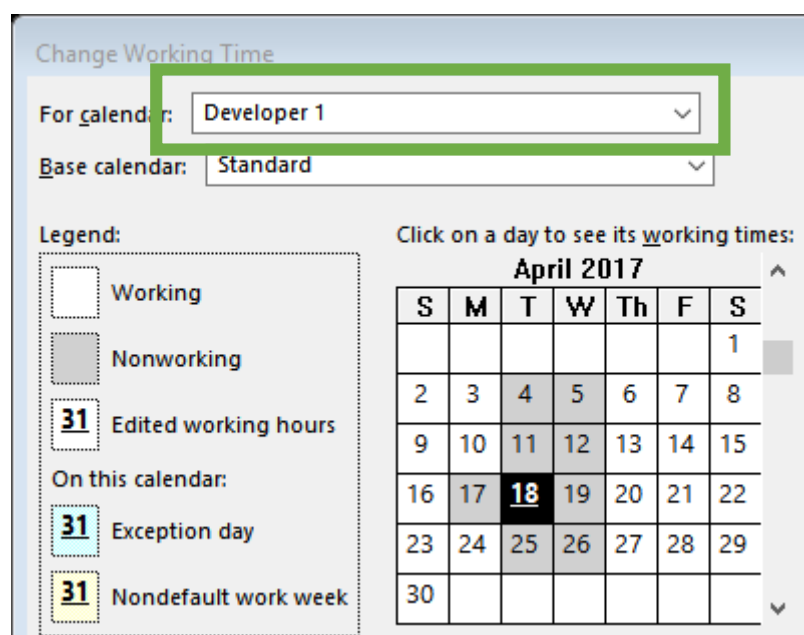 Change Working Time
For calendar: Developer 1
Base calendar: Standard
Legend:
Working
Nonworking
31 Edited working hours
On this calendar:
31 Exception day
31 Nondefault work week
Click on a day to see its working times:
April 2017
S M T W Th F S
1
2 3 4 5 6 7 8
9 10 11 12 13 14 15
16 17 18 19 20 21 22
23 24 25 26 27 28 29
30